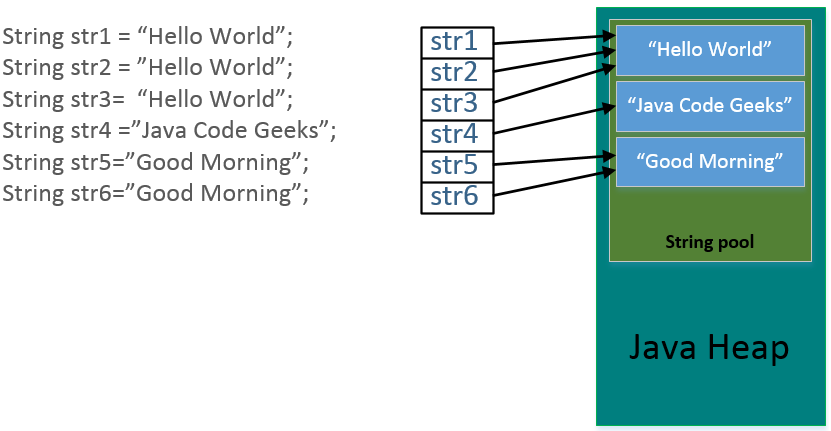 String str1 = “Hello World”;
String str2 = ”Hello World”;
String str3= “Hello World”;
String str4 =”Java Code Geeks”;
String str5=”Good Morning”;
String str6=”Good Morning”;
str1
str2
str3
str4
str5
str6
“Hello World”
“Java Code Geeks”
“Good Morning”
String pool
Java Heap